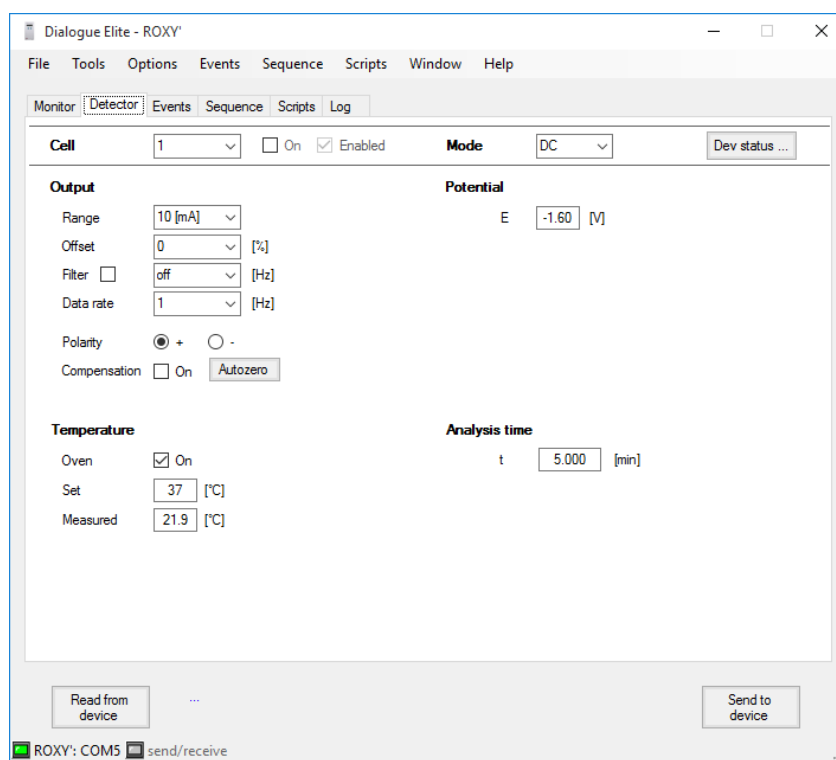 Dialogue Elite - ROXY'
File Tools Options Events Sequence Scripts Window Help
Monitor Detector Events Sequence Scripts Log
Cell 1 On Enabled Mode DC Dev status ...
Output Potential
Range 10 [mA] E -1.60 [V]
Offset 0 [%]
Filter off [Hz]
Data rate 1 [Hz]
Polarity + -
Compensation On Autozero
Temperature Analysis time
Oven On t 5.000 [min]
Set 37 [°C]
Measured 21.9 [°C]
Read from ... Send to
device device
ROXY': COM5 send/receive